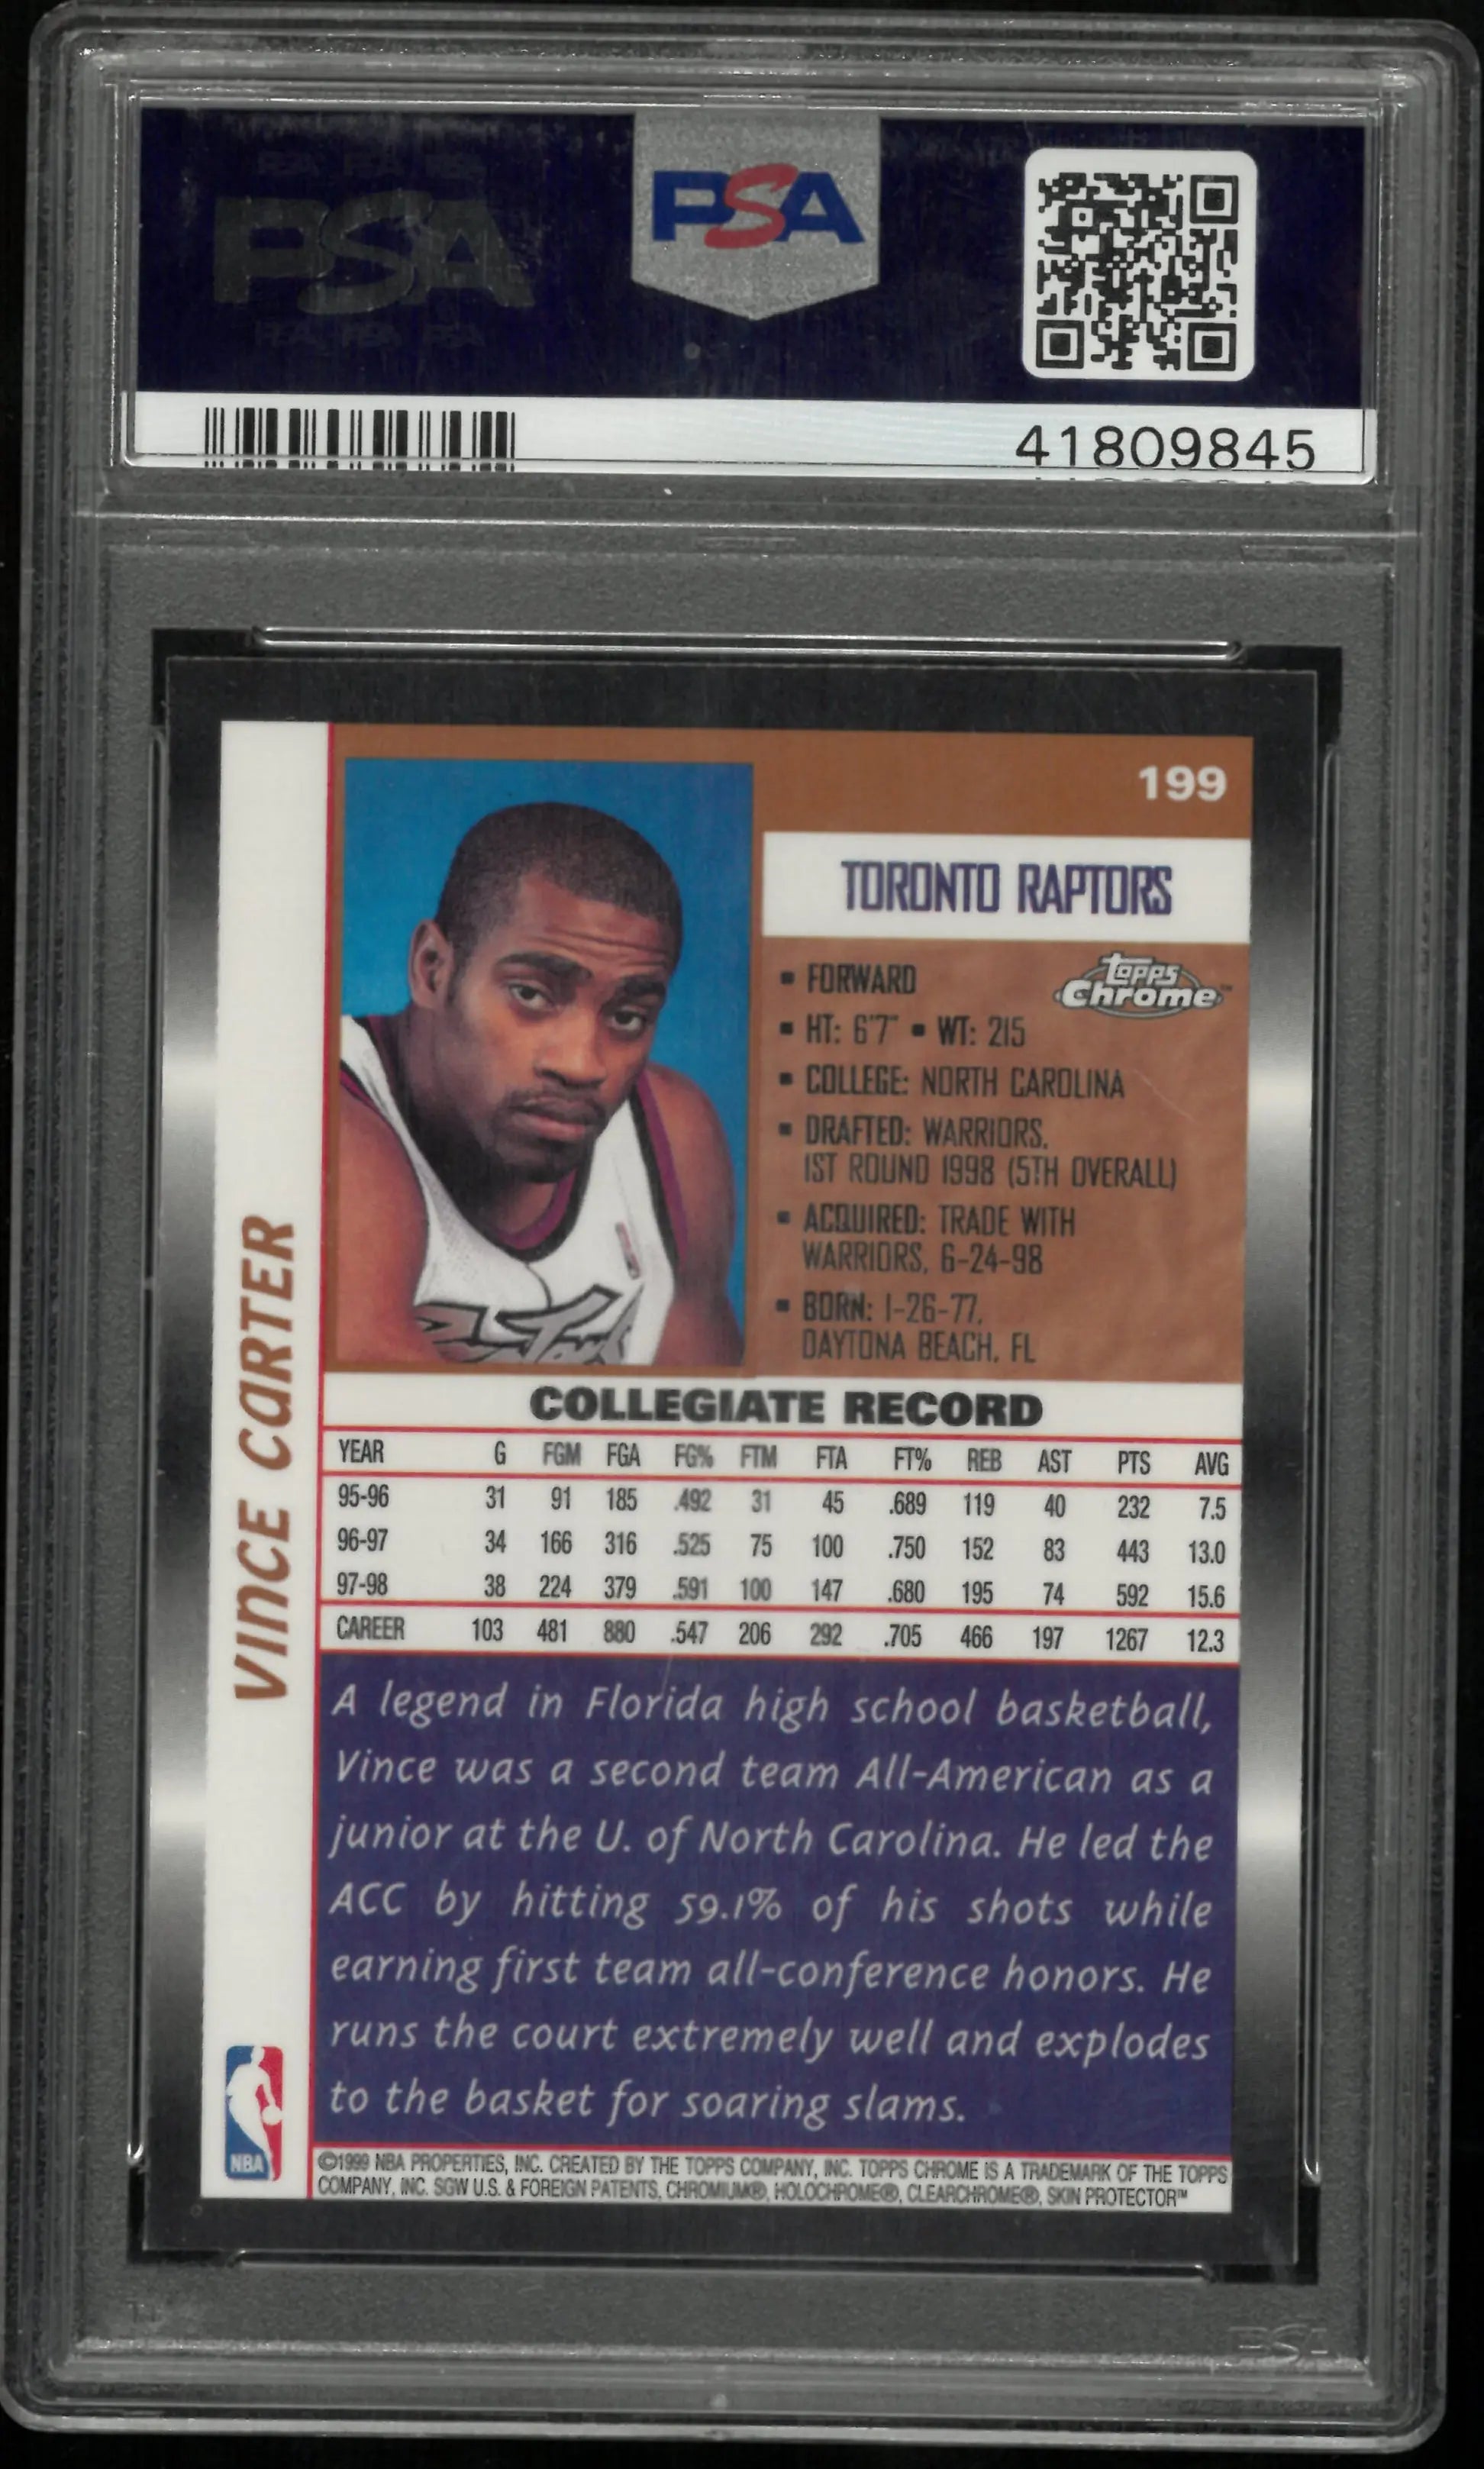 PSA
PSA
41809845
199
TORONTO RAPTORS
Topps
Chrome™
▪ FORWARD
▪ HT: 6'7" ▪ WT: 215
▪ COLLEGE: NORTH CAROLINA
▪ DRAFTED: WARRIORS,
1ST ROUND 1998 (5TH OVERALL)
▪ ACQUIRED: TRADE WITH
WARRIORS, 6-24-98
▪ BORN: 1-26-77,
DAYTONA BEACH, FL
VINCE CARTER
COLLEGIATE RECORD
YEAR G FGM FGA FG% FTM FTA FT% REB AST PTS AVG
95-96 31 91 185 .492 31 45 .689 119 40 232 7.5
96-97 34 166 316 .525 75 100 .750 152 83 443 13.0
97-98 38 224 379 .591 100 147 .680 195 74 592 15.6
CAREER 103 481 880 .547 206 292 .705 466 197 1267 12.3
A legend in Florida high school basketball,
Vince was a second team All-American as a
junior at the U. of North Carolina. He led the
ACC by hitting 59.1% of his shots while
earning first team all-conference honors. He
runs the court extremely well and explodes
to the basket for soaring slams.
NBA
©1999 NBA PROPERTIES, INC. CREATED BY THE TOPPS COMPANY, INC. TOPPS CHROME IS A TRADEMARK OF THE TOPPS
COMPANY, INC. SGW U.S. & FOREIGN PATENTS, CHROMIUM®, HOLOCHROME®, CLEARCHROME®, SKIN PROTECTOR™
PSA